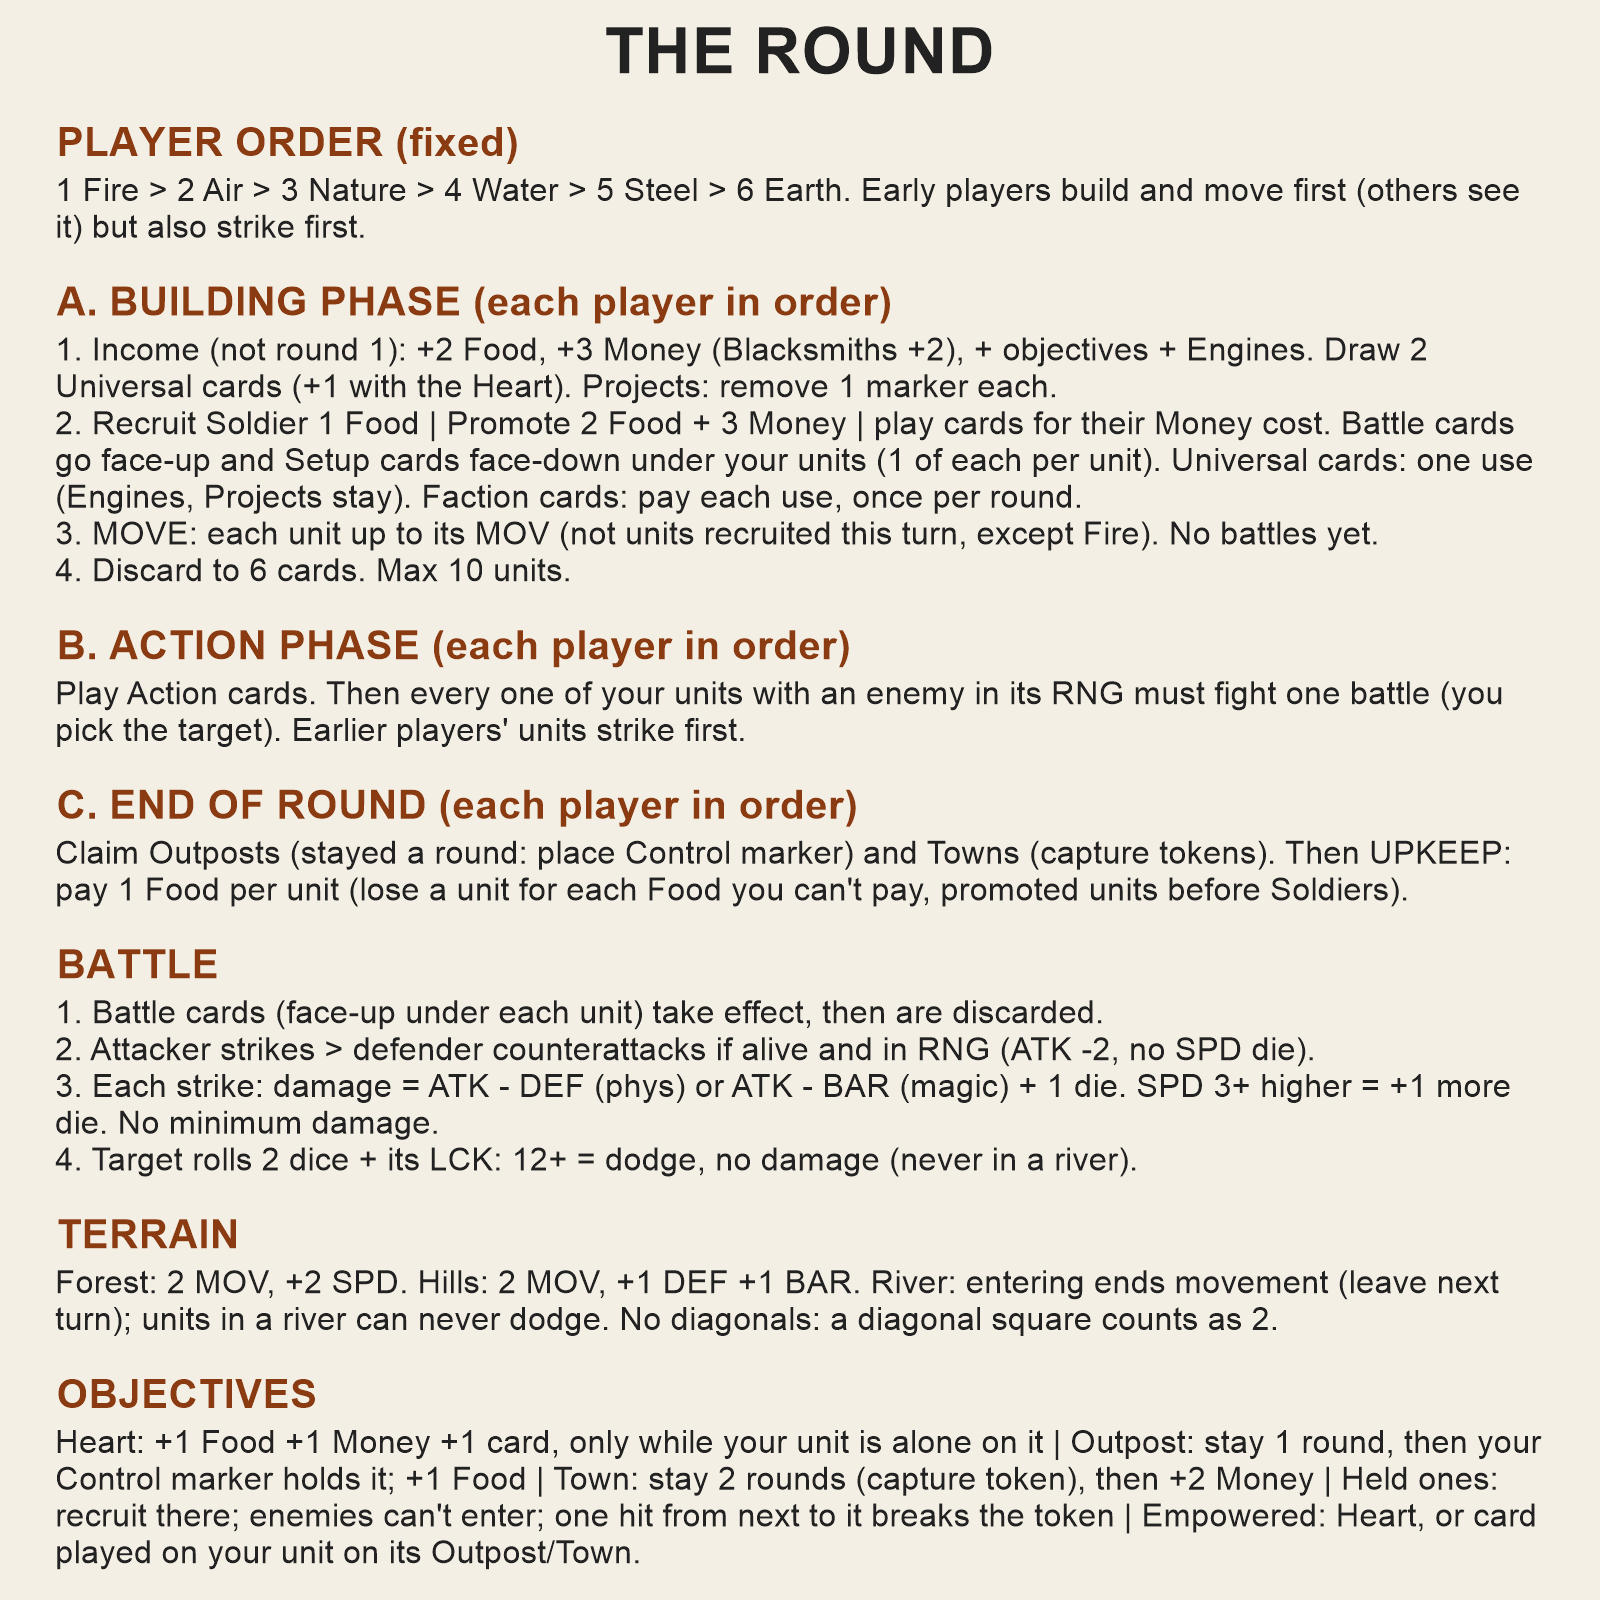 THE ROUND
PLAYER ORDER (fixed)
1 Fire > 2 Air > 3 Nature > 4 Water > 5 Steel > 6 Earth. Early players build and move first (others see
it) but also strike first.
A. BUILDING PHASE (each player in order)
1. Income (not round 1): +2 Food, +3 Money (Blacksmiths +2), + objectives + Engines. Draw 2
Universal cards (+1 with the Heart). Projects: remove 1 marker each.
2. Recruit Soldier 1 Food | Promote 2 Food + 3 Money | play cards for their Money cost. Battle cards
go face-up and Setup cards face-down under your units (1 of each per unit). Universal cards: one use
(Engines, Projects stay). Faction cards: pay each use, once per round.
3. MOVE: each unit up to its MOV (not units recruited this turn, except Fire). No battles yet.
4. Discard to 6 cards. Max 10 units.
B. ACTION PHASE (each player in order)
Play Action cards. Then every one of your units with an enemy in its RNG must fight one battle (you
pick the target). Earlier players' units strike first.
C. END OF ROUND (each player in order)
Claim Outposts (stayed a round: place Control marker) and Towns (capture tokens). Then UPKEEP:
pay 1 Food per unit (lose a unit for each Food you can't pay, promoted units before Soldiers).
BATTLE
1. Battle cards (face-up under each unit) take effect, then are discarded.
2. Attacker strikes > defender counterattacks if alive and in RNG (ATK -2, no SPD die).
3. Each strike: damage = ATK - DEF (phys) or ATK - BAR (magic) + 1 die. SPD 3+ higher = +1 more
die. No minimum damage.
4. Target rolls 2 dice + its LCK: 12+ = dodge, no damage (never in a river).
TERRAIN
Forest: 2 MOV, +2 SPD. Hills: 2 MOV, +1 DEF +1 BAR. River: entering ends movement (leave next
turn); units in a river can never dodge. No diagonals: a diagonal square counts as 2.
OBJECTIVES
Heart: +1 Food +1 Money +1 card, only while your unit is alone on it | Outpost: stay 1 round, then your
Control marker holds it; +1 Food | Town: stay 2 rounds (capture token), then +2 Money | Held ones:
recruit there; enemies can't enter; one hit from next to it breaks the token | Empowered: Heart, or card
played on your unit on its Outpost/Town.